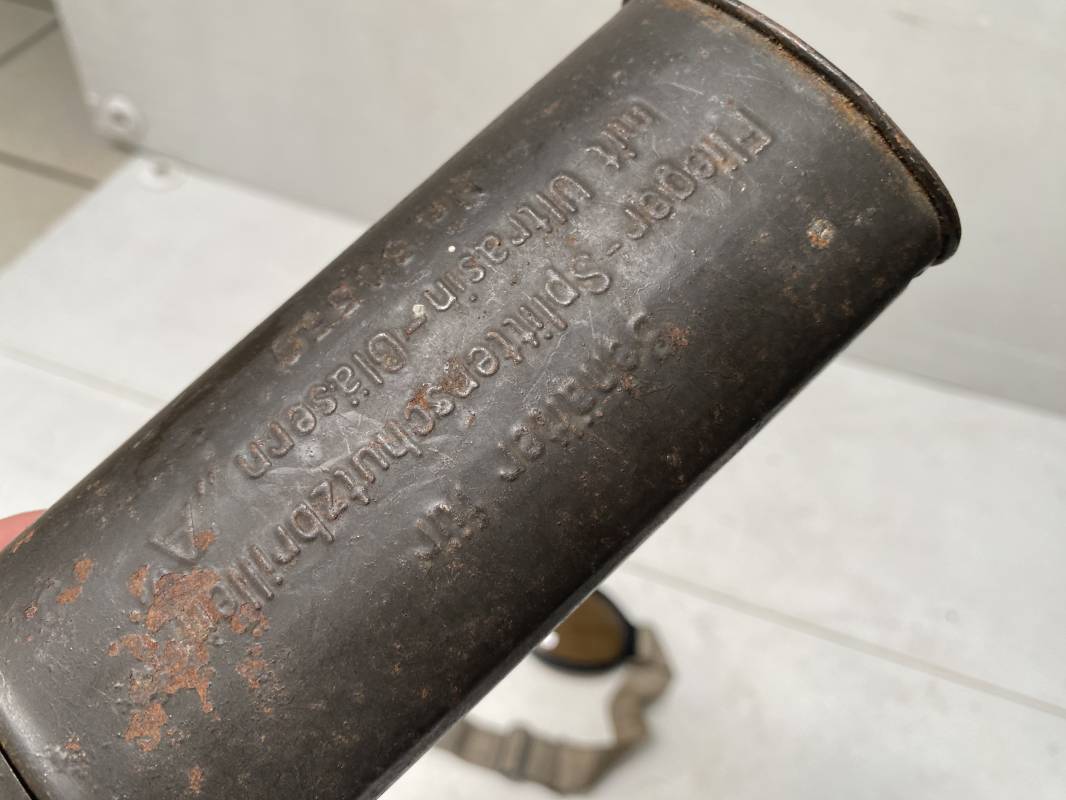 Behälter für
Flieger-Splitterschutzbrille
mit Ultrasin-Gläsern „A"